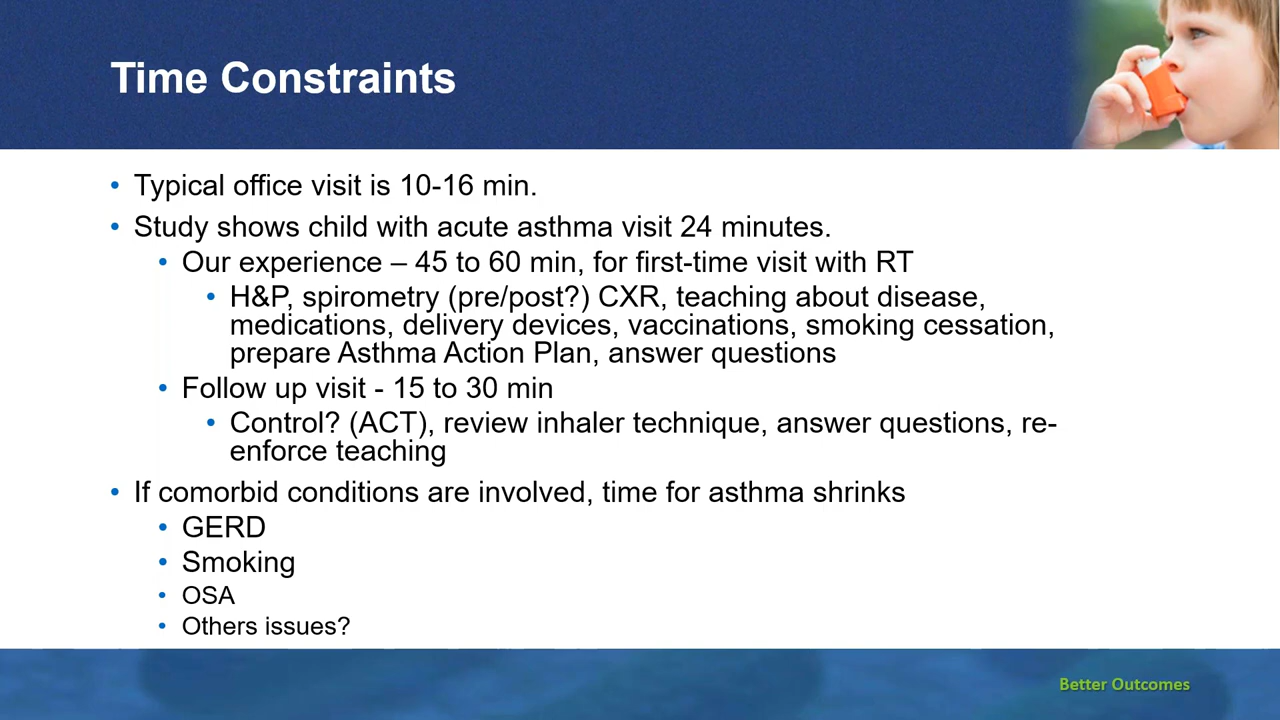 Time Constraints
• Typical office visit is 10-16 min.
• Study shows child with acute asthma visit 24 minutes.
• Our experience – 45 to 60 min, for first-time visit with RT
• H&P, spirometry (pre/post?) CXR, teaching about disease,
medications, delivery devices, vaccinations, smoking cessation,
prepare Asthma Action Plan, answer questions
• Follow up visit - 15 to 30 min
• Control? (ACT), review inhaler technique, answer questions, re-
enforce teaching
• If comorbid conditions are involved, time for asthma shrinks
• GERD
• Smoking
• OSA
• Others issues?
Better Outcomes